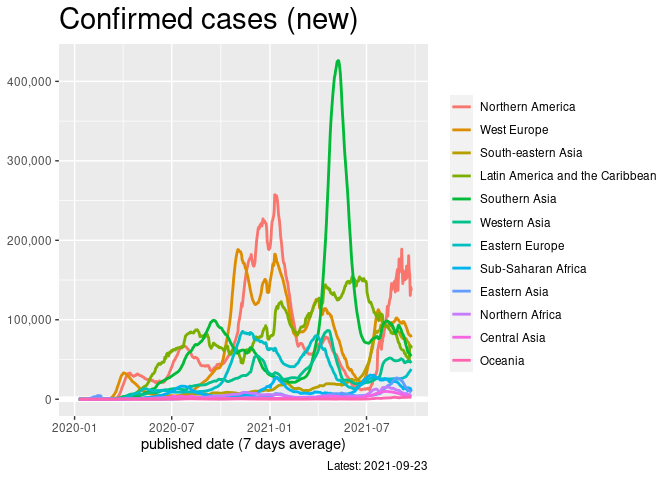 Confirmed cases (new)
400,000
300,000
200,000
100,000
0
2020-01 2020-07 2021-01 2021-07
published date (7 days average)
Latest: 2021-09-23
Northern America
West Europe
South-eastern Asia
Latin America and the Caribbean
Southern Asia
Western Asia
Eastern Europe
Sub-Saharan Africa
Eastern Asia
Northern Africa
Central Asia
Oceania